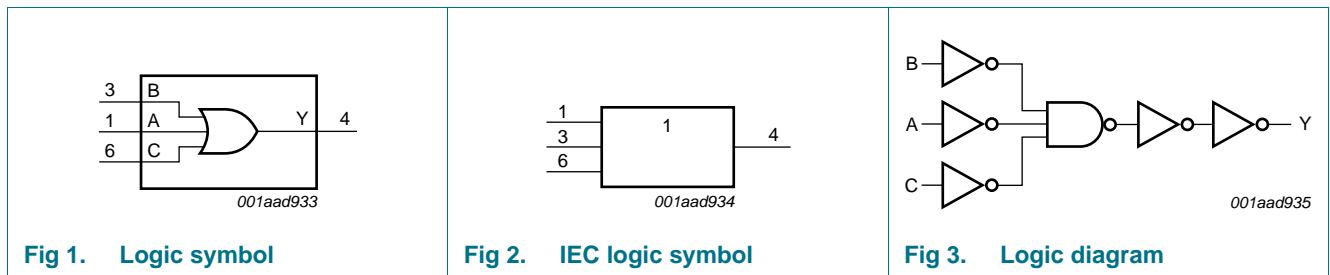 3 B
1 A Y 4
6 C
001aad933
Fig 1. Logic symbol
1 1
3 4
6
001aad934
Fig 2. IEC logic symbol
B
A Y
C
001aad935
Fig 3. Logic diagram